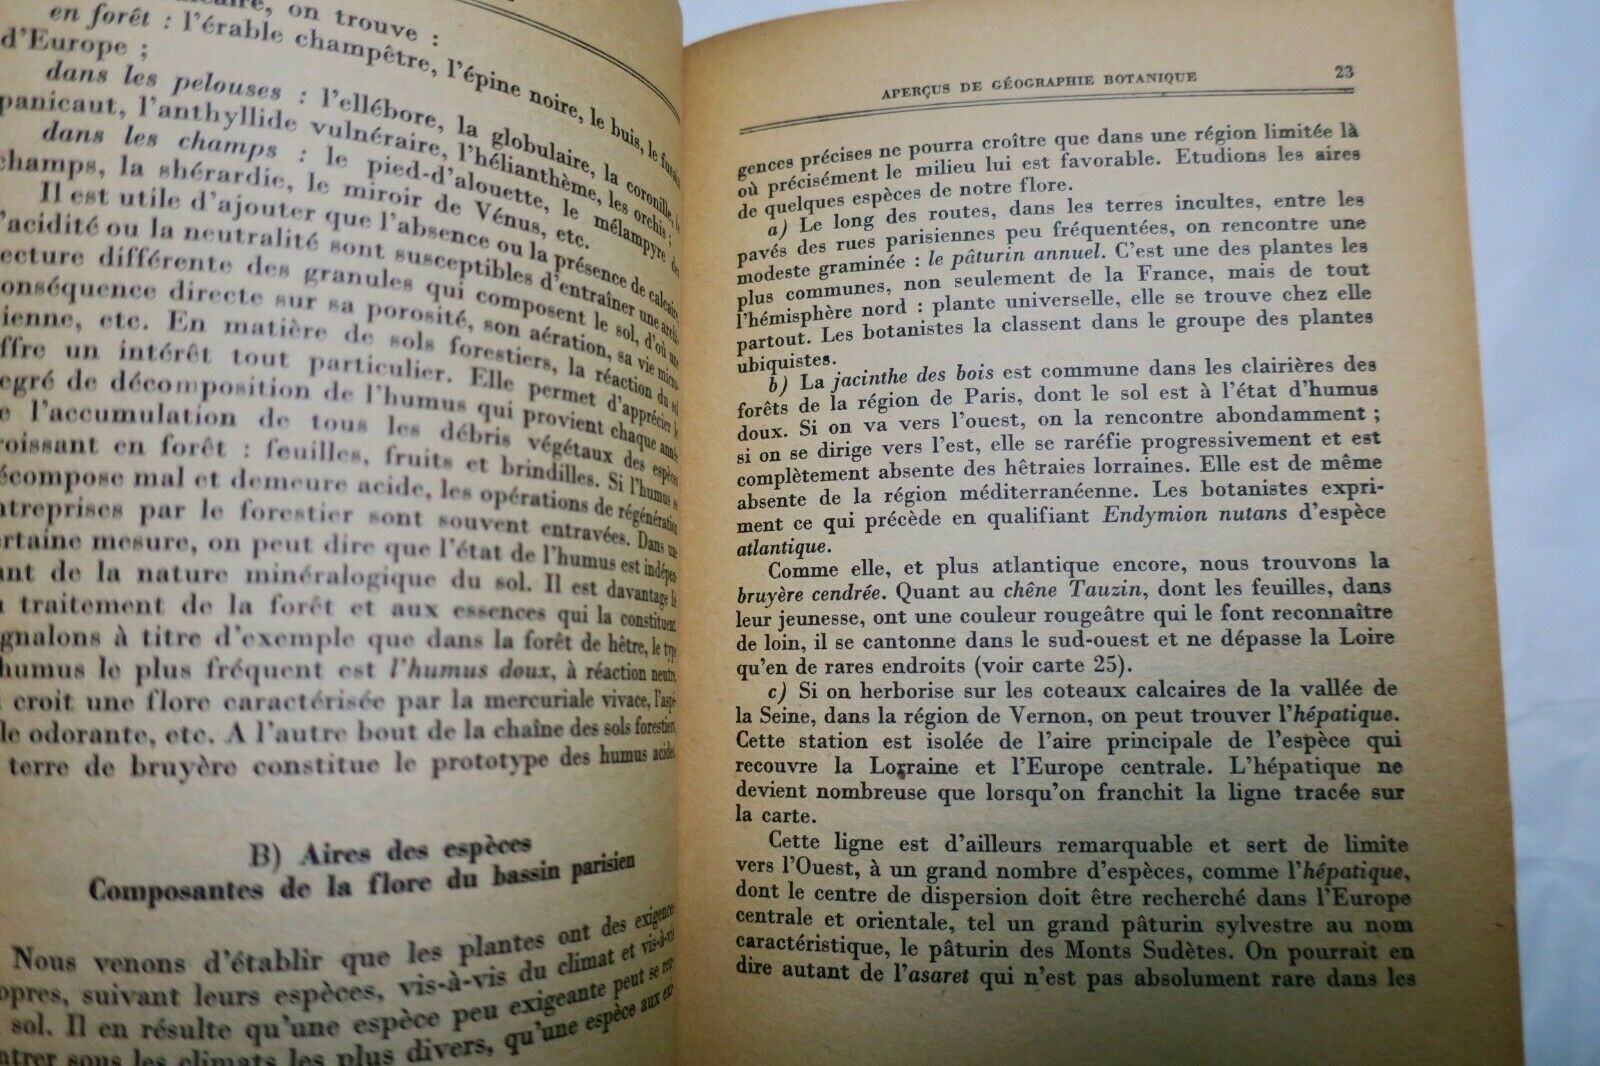 on trouve :
en forêt : l'érable champêtre, l'épine noire, le buis, le fusain
d'Europe ;
dans les pelouses : l'ellébore, la globulaire, la coronille, le
panicaut, l'anthyllide vulnéraire, l'hélianthème, les orchis ;
dans les champs : le pied-d'alouette, le mélampyre des
champs, la shérardie, le miroir de Vénus, etc.
Il est utile d'ajouter que l'absence ou la présence de calcaire,
l'acidité ou la neutralité sont susceptibles d'entraîner une archi-
tecture différente des granules qui composent le sol, d'où une
conséquence directe sur sa porosité, son aération, sa vie micro-
bienne, etc. En matière de sols forestiers, la réaction du sol
offre un intérêt tout particulier. Elle permet d'apprécier le
degré de décomposition de l'humus qui provient chaque année
de l'accumulation de tous les débris végétaux des espèces
croissant en forêt : feuilles, fruits et brindilles. Si l'humus se
décompose mal et demeure acide, les opérations de régénération
entreprises par le forestier sont souvent entravées. Dans une
certaine mesure, on peut dire que l'état de l'humus est indépen-
dant de la nature minéralogique du sol. Il est davantage lié
traitement de la forêt et aux essences qui la constituent
gnalons à titre d'exemple que dans la forêt de hêtre, le type
humus le plus fréquent est l'humus doux, à réaction neutre,
croit une flore caractérisée par la mercuriale vivace, l'aspé-
le odorante, etc. A l'autre bout de la chaîne des sols forestiers,
terre de bruyère constitue le prototype des humus acides.
B) Aires des espèces
Composantes de la flore du bassin parisien
Nous venons d'établir que les plantes ont des exigences
propres, suivant leurs espèces, vis-à-vis du climat et vis-à-vis
sol. Il en résulte qu'une espèce peu exigeante peut se ren-
ntrer sous les climats les plus divers, qu'une espèce aux exi-
APERÇUS DE GÉOGRAPHIE BOTANIQUE 23
gences précises ne pourra croître que dans une région limitée là
où précisément le milieu lui est favorable. Etudions les aires
de quelques espèces de notre flore.
a) Le long des routes, dans les terres incultes, entre les
pavés des rues parisiennes peu fréquentées, on rencontre une
modeste graminée : le pâturin annuel. C'est une des plantes les
plus communes, non seulement de la France, mais de tout
l'hémisphère nord : plante universelle, elle se trouve chez elle
partout. Les botanistes la classent dans le groupe des plantes
ubiquistes.
b) La jacinthe des bois est commune dans les clairières des
forêts de la région de Paris, dont le sol est à l'état d'humus
doux. Si on va vers l'ouest, on la rencontre abondamment ;
si on se dirige vers l'est, elle se raréfie progressivement et est
complètement absente des hêtraies lorraines. Elle est de même
absente de la région méditerranéenne. Les botanistes expri-
ment ce qui précède en qualifiant Endymion nutans d'espèce
atlantique.
Comme elle, et plus atlantique encore, nous trouvons la
bruyère cendrée. Quant au chêne Tauzin, dont les feuilles, dans
leur jeunesse, ont une couleur rougeâtre qui le font reconnaître
de loin, il se cantonne dans le sud-ouest et ne dépasse la Loire
qu'en de rares endroits (voir carte 25).
c) Si on herborise sur les coteaux calcaires de la vallée de
la Seine, dans la région de Vernon, on peut trouver l'hépatique.
Cette station est isolée de l'aire principale de l'espèce qui
recouvre la Lorraine et l'Europe centrale. L'hépatique ne
devient nombreuse que lorsqu'on franchit la ligne tracée sur
la carte.
Cette ligne est d'ailleurs remarquable et sert de limite
vers l'Ouest, à un grand nombre d'espèces, comme l'hépatique,
dont le centre de dispersion doit être recherché dans l'Europe
centrale et orientale, tel un grand pâturin sylvestre au nom
caractéristique, le pâturin des Monts Sudètes. On pourrait en
dire autant de l'asaret qui n'est pas absolument rare dans les